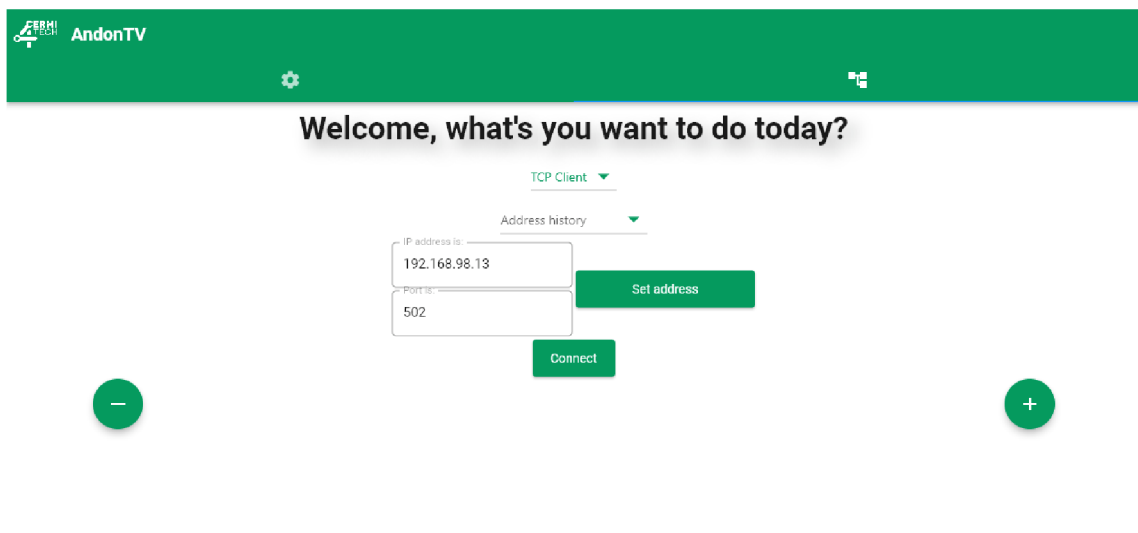 FERMI
TECH
AndonTV
Welcome, what's you want to do today?
TCP Client
Address history
IP address is:
192.168.98.13
Set address
Port is:
502
Connect